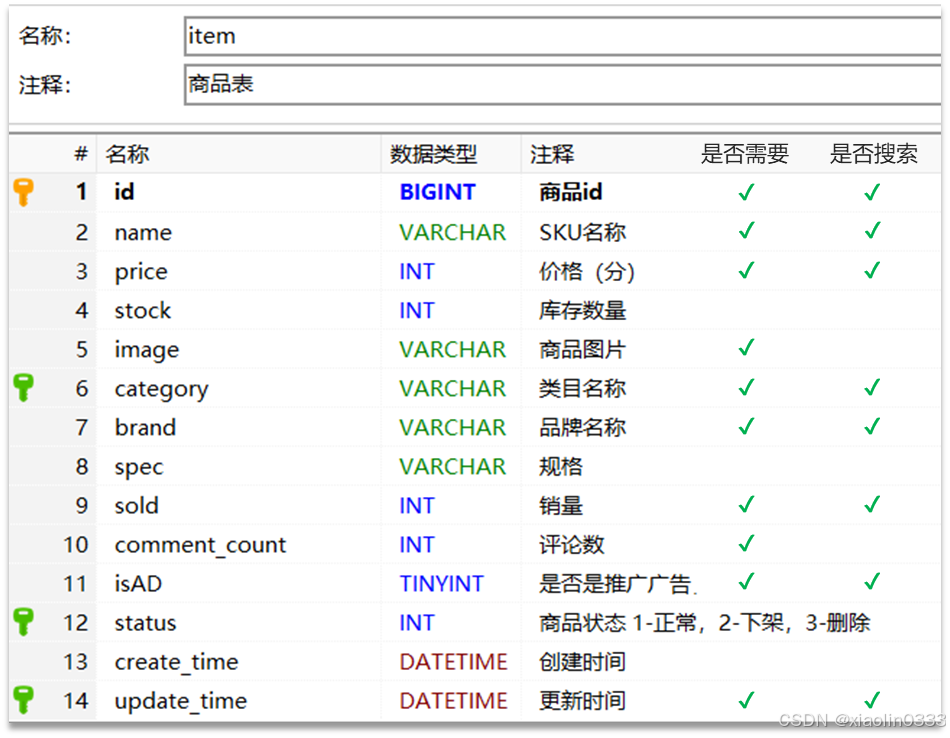 名称： item
注释： 商品表
# 名称 数据类型 注释 是否需要 是否搜索
1 id BIGINT 商品id ✓ ✓
2 name VARCHAR SKU名称 ✓ ✓
3 price INT 价格（分） ✓ ✓
4 stock INT 库存数量
5 image VARCHAR 商品图片 ✓
6 category VARCHAR 类目名称 ✓ ✓
7 brand VARCHAR 品牌名称 ✓ ✓
8 spec VARCHAR 规格
9 sold INT 销量 ✓ ✓
10 comment_count INT 评论数 ✓
11 isAD TINYINT 是否是推广广告. ✓ ✓
12 status INT 商品状态 1-正常，2-下架，3-删除
13 create_time DATETIME 创建时间
14 update_time DATETIME 更新时间 ✓ ✓
CSDN @xiaolin0333